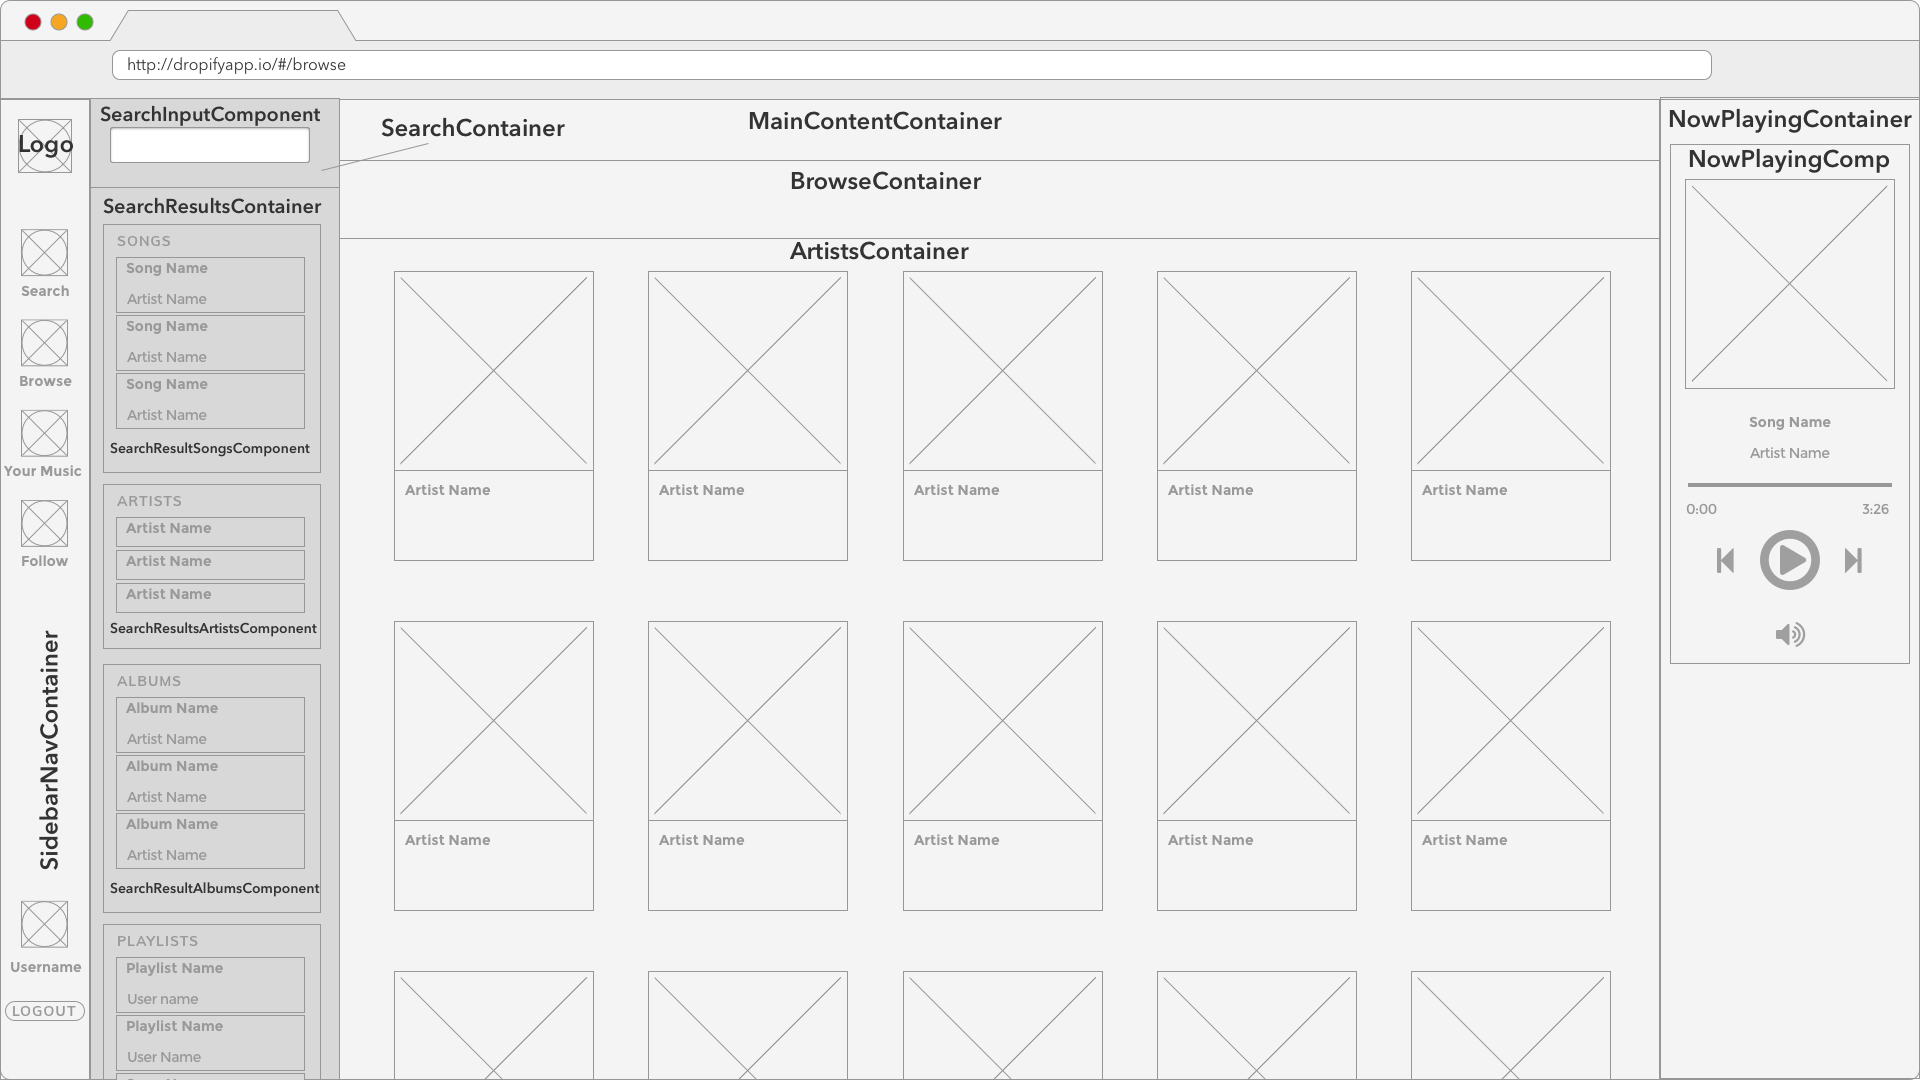 http://dropifyapp.io/#/browse
Logo
Search
Browse
Your Music
Follow
SidebarNavContainer
Username
LOGOUT
SearchInputComponent
SearchResultsContainer
SONGS
Song Name
Artist Name
Song Name
Artist Name
Song Name
Artist Name
SearchResultSongsComponent
ARTISTS
Artist Name
Artist Name
Artist Name
SearchResultsArtistsComponent
ALBUMS
Album Name
Artist Name
Album Name
Artist Name
Album Name
Artist Name
SearchResultAlbumsComponent
PLAYLISTS
Playlist Name
User name
Playlist Name
User Name
SearchContainer
MainContentContainer
BrowseContainer
ArtistsContainer
Artist Name Artist Name Artist Name Artist Name Artist Name
Artist Name Artist Name Artist Name Artist Name Artist Name
NowPlayingContainer
NowPlayingComp
Song Name
Artist Name
0:00 3:26